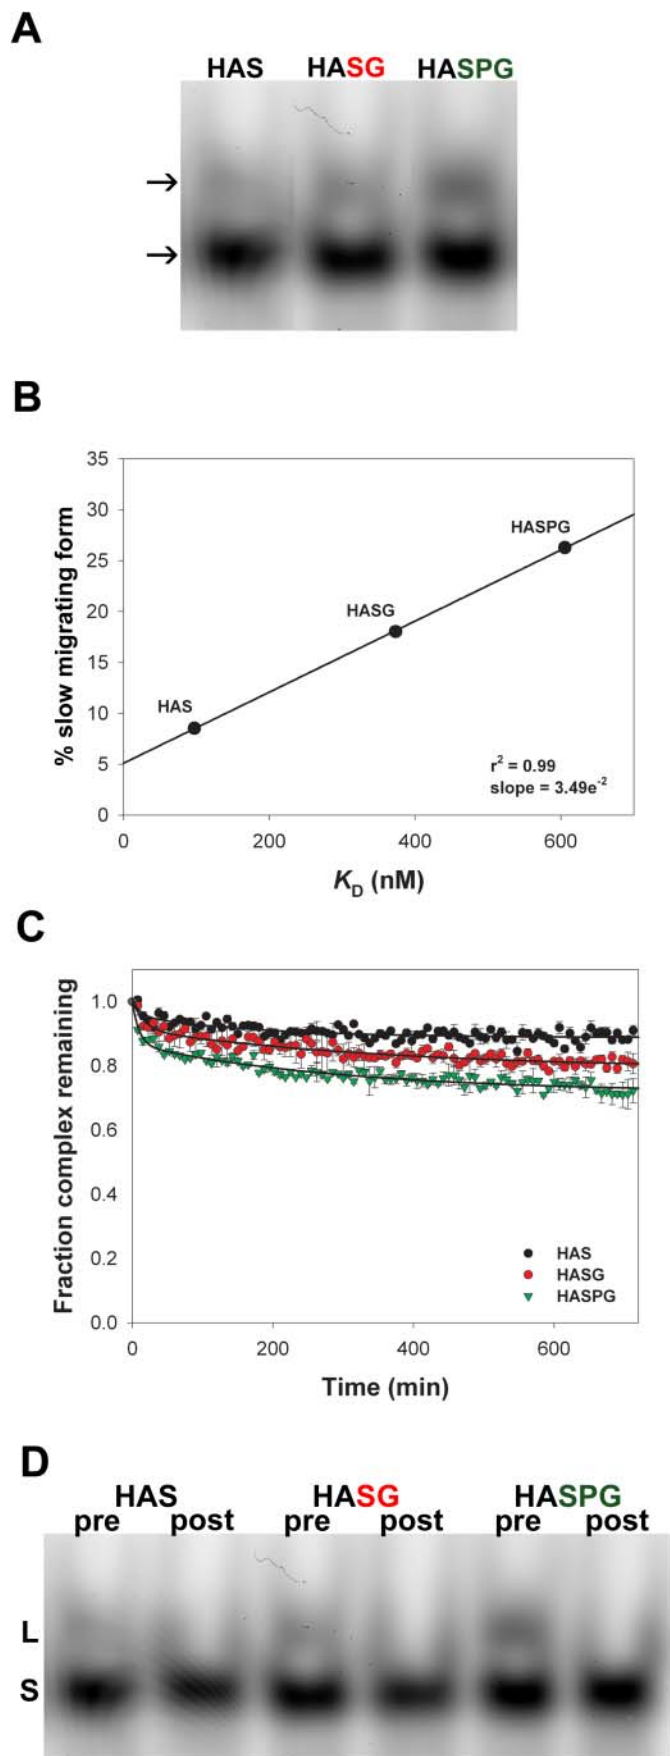 A
HAS HASG HASPG
→
→
B
35
30
25
20
15
10
5
0
% slow migrating form
HASPG
HASG
HAS
r² = 0.99
slope = 3.49e⁻²
0 200 400 600
K_D (nM)
C
1.0
0.8
0.6
0.4
0.2
0.0
Fraction complex remaining
HAS
HASG
HASPG
0 200 400 600
Time (min)
D
HAS HASG HASPG
pre post pre post pre post
L
S